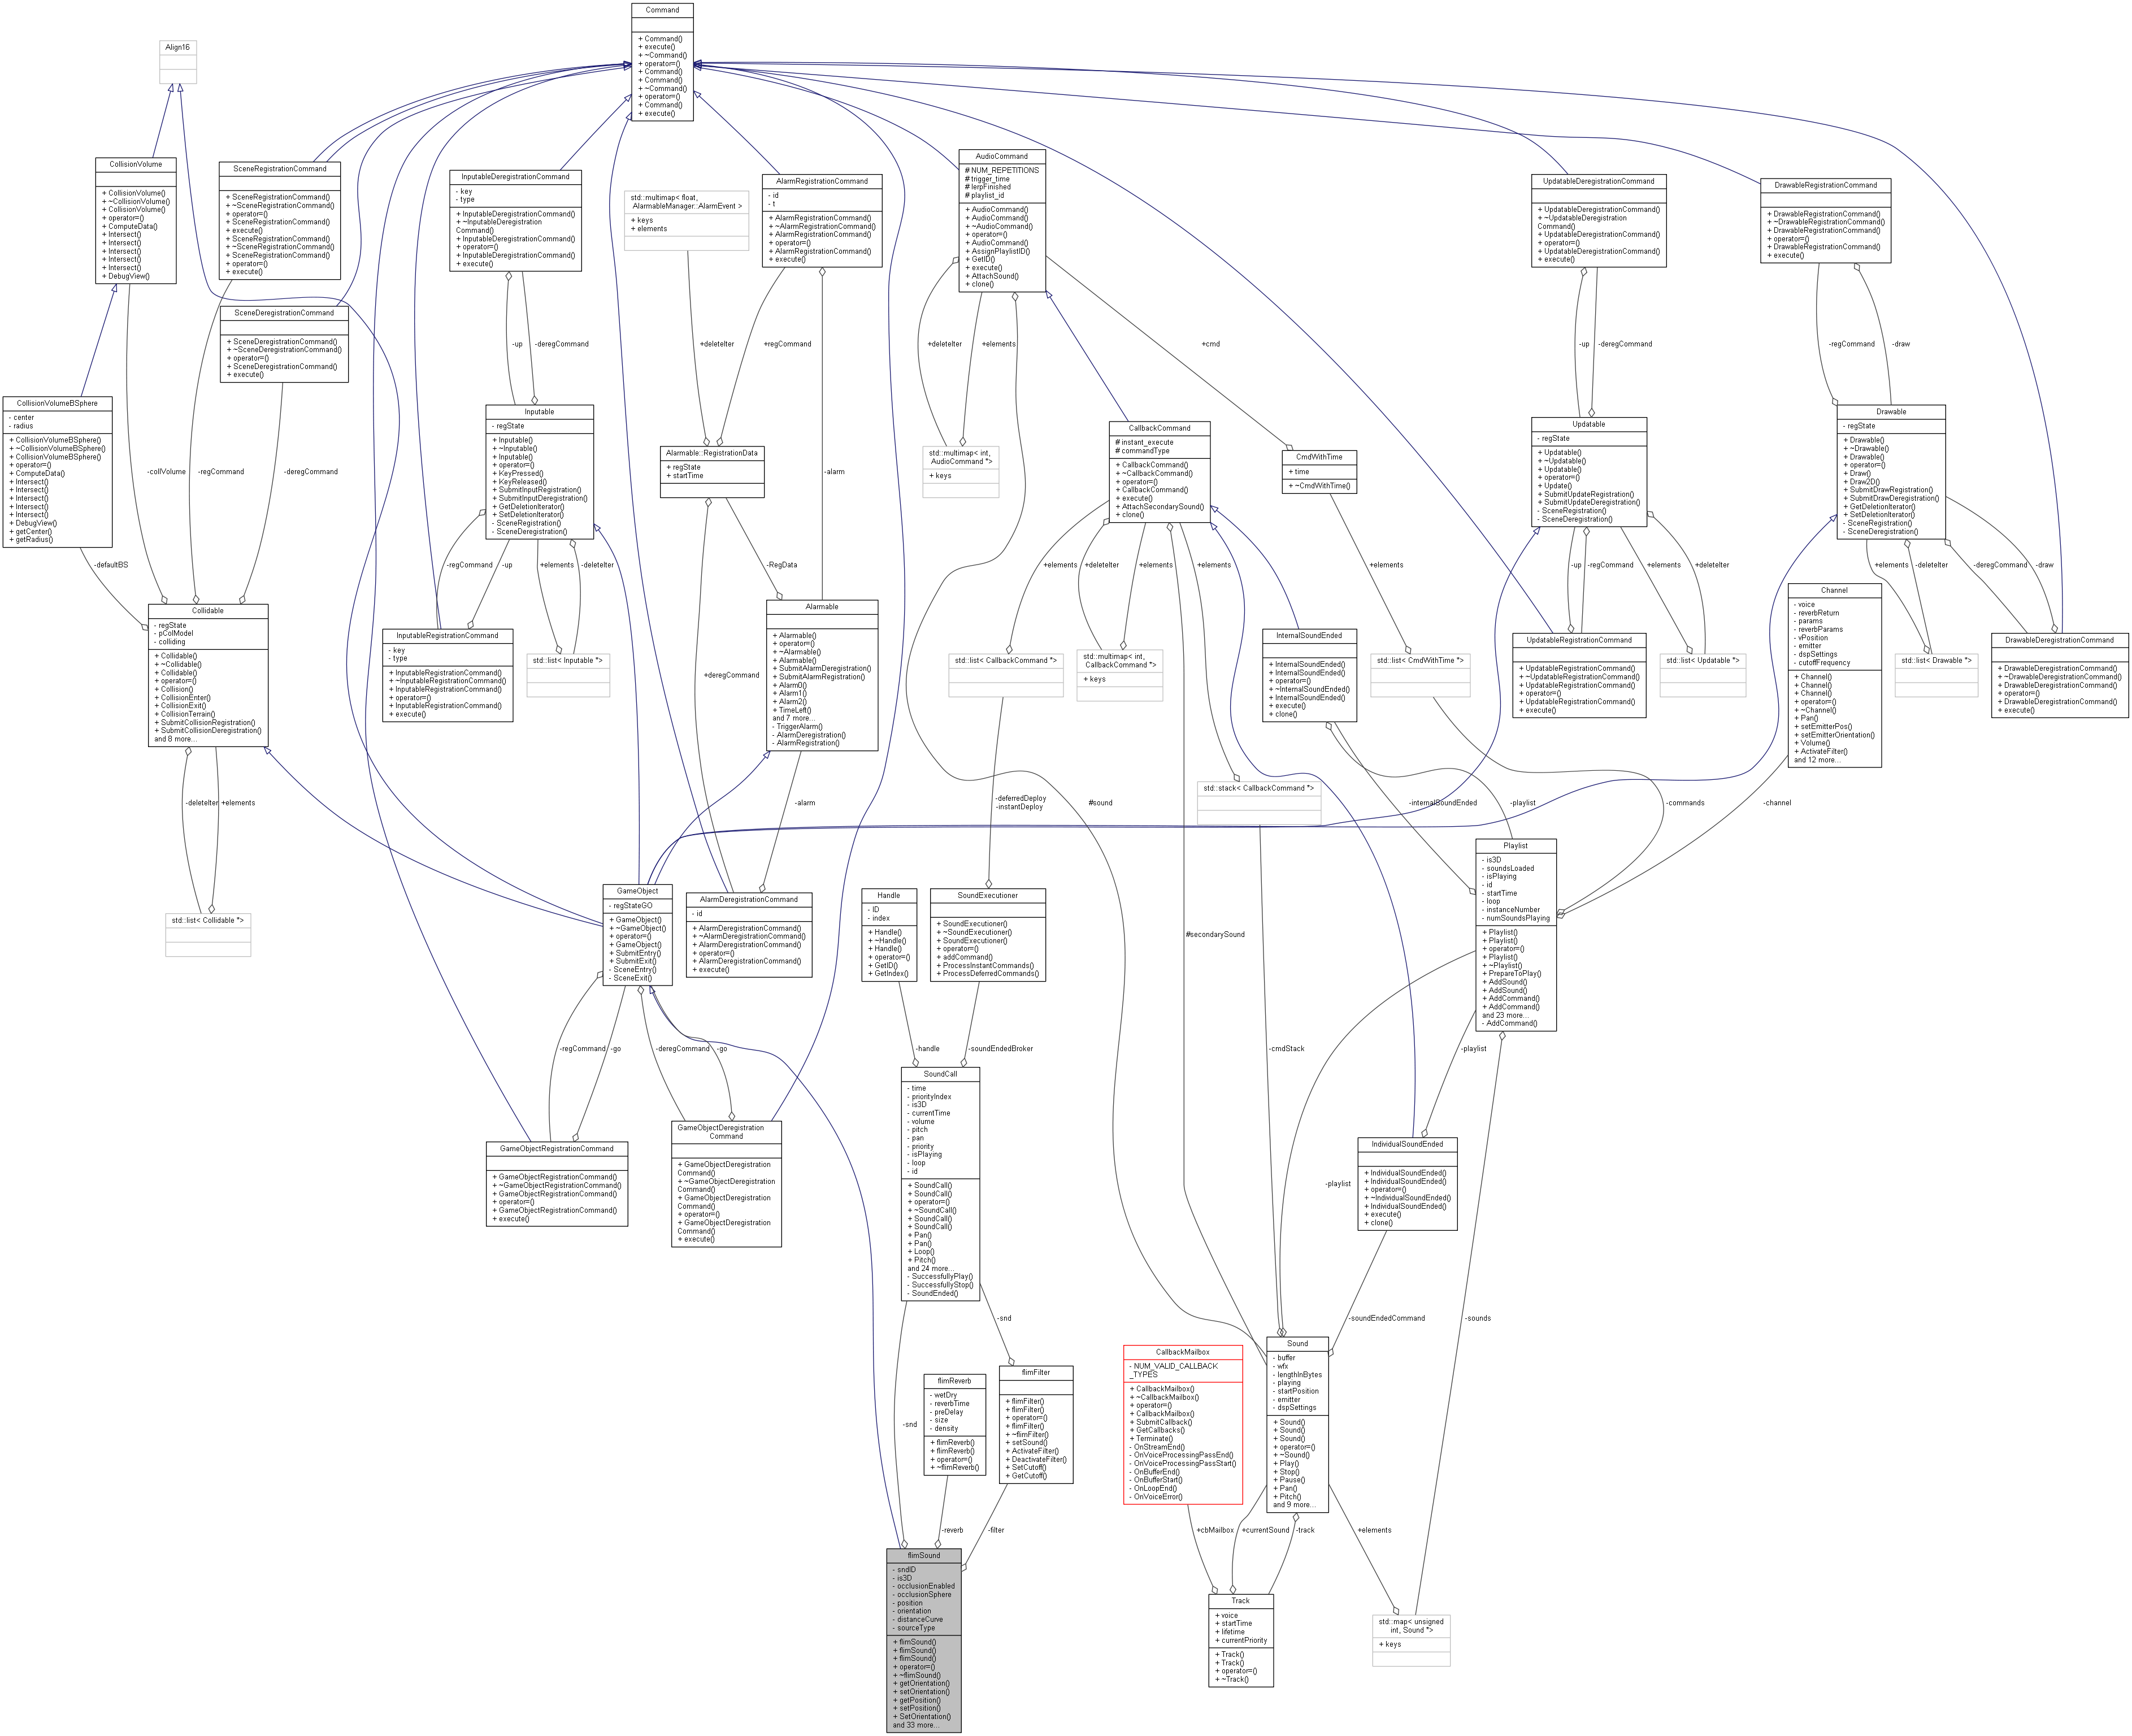 Command
+ Command()
+ execute()
+ ~Command()
+ operator=()
+ Command()
+ Command()
+ ~Command()
+ operator=()
+ Command()
+ execute()
Align16
CollisionVolume
+ CollisionVolume()
+ ~CollisionVolume()
+ CollisionVolume()
+ operator=()
+ ComputeData()
+ Intersect()
+ Intersect()
+ Intersect()
+ Intersect()
+ Intersect()
+ DebugView()
SceneRegistrationCommand
+ SceneRegistrationCommand()
+ ~SceneRegistrationCommand()
+ operator=()
+ SceneRegistrationCommand()
+ execute()
+ SceneRegistrationCommand()
+ ~SceneRegistrationCommand()
+ SceneRegistrationCommand()
+ operator=()
+ execute()
InputableDeregistrationCommand
- key
- type
+ InputableDeregistrationCommand()
+ ~InputableDeregistration
Command()
+ InputableDeregistrationCommand()
+ operator=()
+ InputableDeregistrationCommand()
+ execute()
std::multimap< float,
AlarmableManager::AlarmEvent >
+ keys
+ elements
AlarmRegistrationCommand
- id
- t
+ AlarmRegistrationCommand()
+ ~AlarmRegistrationCommand()
+ AlarmRegistrationCommand()
+ operator=()
+ AlarmRegistrationCommand()
+ execute()
AudioCommand
# NUM_REPETITIONS
# trigger_time
# lerpFinished
# playlist_id
+ AudioCommand()
+ AudioCommand()
+ ~AudioCommand()
+ operator=()
+ AudioCommand()
+ AssignPlaylistID()
+ GetID()
+ execute()
+ AttachSound()
+ clone()
UpdatableDeregistrationCommand
+ UpdatableDeregistrationCommand()
+ ~UpdatableDeregistration
Command()
+ UpdatableDeregistrationCommand()
+ operator=()
+ UpdatableDeregistrationCommand()
+ execute()
DrawableRegistrationCommand
+ DrawableRegistrationCommand()
+ ~DrawableRegistrationCommand()
+ DrawableRegistrationCommand()
+ operator=()
+ DrawableRegistrationCommand()
+ execute()
SceneDeregistrationCommand
+ SceneDeregistrationCommand()
+ ~SceneDeregistrationCommand()
+ operator=()
+ SceneDeregistrationCommand()
+ execute()
-up
-deregCommand
+deleteIter
+regCommand
+deleteIter
+elements
+cmd
-up
-deregCommand
-regCommand
-draw
CollisionVolumeBSphere
- center
- radius
+ CollisionVolumeBSphere()
+ ~CollisionVolumeBSphere()
+ CollisionVolumeBSphere()
+ operator=()
+ ComputeData()
+ Intersect()
+ Intersect()
+ Intersect()
+ Intersect()
+ Intersect()
+ DebugView()
+ getCenter()
+ getRadius()
-collVolume
-regCommand
-deregCommand
Inputable
- regState
+ Inputable()
+ ~Inputable()
+ Inputable()
+ operator=()
+ KeyPressed()
+ KeyReleased()
+ SubmitInputRegistration()
+ SubmitInputDeregistration()
+ GetDeletionIterator()
+ SetDeletionIterator()
- SceneRegistration()
- SceneDeregistration()
Alarmable::RegistrationData
+ regState
+ startTime
-alarm
std::multimap< int,
AudioCommand *>
+ keys
CallbackCommand
# instant_execute
# commandType
+ CallbackCommand()
+ ~CallbackCommand()
+ operator=()
+ CallbackCommand()
+ execute()
+ AttachSecondarySound()
+ clone()
CmdWithTime
+ time
+ ~CmdWithTime()
Updatable
- regState
+ Updatable()
+ ~Updatable()
+ Updatable()
+ operator=()
+ Update()
+ SubmitUpdateRegistration()
+ SubmitUpdateDeregistration()
- SceneRegistration()
- SceneDeregistration()
Drawable
- regState
+ Drawable()
+ ~Drawable()
+ Drawable()
+ operator=()
+ Draw()
+ Draw2D()
+ SubmitDrawRegistration()
+ SubmitDrawDeregistration()
+ GetDeletionIterator()
+ SetDeletionIterator()
- SceneRegistration()
- SceneDeregistration()
-defaultBS
-regCommand
-up
+elements
-deleteIter
-RegData
+elements
+deleteIter
+elements
+elements
+elements
-up
-regCommand
+elements
+deleteIter
+elements
-deleteIter
-deregCommand
-draw
Collidable
- regState
- pColModel
- colliding
+ Collidable()
+ ~Collidable()
+ Collidable()
+ operator=()
+ Collision()
+ CollisionEnter()
+ CollisionExit()
+ CollisionTerrain()
+ SubmitCollisionRegistration()
+ SubmitCollisionDeregistration()
and 8 more...
InputableRegistrationCommand
- key
- type
+ InputableRegistrationCommand()
+ ~InputableRegistrationCommand()
+ InputableRegistrationCommand()
+ operator=()
+ InputableRegistrationCommand()
+ execute()
std::list< Inputable *>
+deregCommand
Alarmable
+ Alarmable()
+ operator=()
+ ~Alarmable()
+ Alarmable()
+ SubmitAlarmDeregistration()
+ SubmitAlarmRegistration()
+ Alarm0()
+ Alarm1()
+ Alarm2()
+ TimeLeft()
and 7 more...
- TriggerAlarm()
- AlarmDeregistration()
- AlarmRegistration()
std::list< CallbackCommand *>
std::multimap< int,
CallbackCommand *>
+ keys
InternalSoundEnded
+ InternalSoundEnded()
+ InternalSoundEnded()
+ operator=()
+ ~InternalSoundEnded()
+ InternalSoundEnded()
+ execute()
+ clone()
std::list< CmdWithTime *>
UpdatableRegistrationCommand
+ UpdatableRegistrationCommand()
+ ~UpdatableRegistrationCommand()
+ UpdatableRegistrationCommand()
+ operator=()
+ UpdatableRegistrationCommand()
+ execute()
std::list< Updatable *>
Channel
- voice
- reverbReturn
- params
- reverbParams
- vPosition
- emitter
- dspSettings
- cutoffFrequency
+ Channel()
+ Channel()
+ Channel()
+ operator=()
+ ~Channel()
+ Pan()
+ setEmitterPos()
+ setEmitterOrientation()
+ Volume()
+ ActivateFilter()
and 12 more...
std::list< Drawable *>
DrawableDeregistrationCommand
+ DrawableDeregistrationCommand()
+ ~DrawableDeregistrationCommand()
+ DrawableDeregistrationCommand()
+ operator=()
+ DrawableDeregistrationCommand()
+ execute()
-deleteIter
+elements
-alarm
-deferredDeploy
-instantDeploy
#sound
std::stack< CallbackCommand *>
-internalSoundEnded
-playlist
-commands
-channel
std::list< Collidable *>
GameObject
- regStateGO
+ GameObject()
+ ~GameObject()
+ operator=()
+ GameObject()
+ SubmitEntry()
+ SubmitExit()
- SceneEntry()
- SceneExit()
AlarmDeregistrationCommand
- id
+ AlarmDeregistrationCommand()
+ ~AlarmDeregistrationCommand()
+ AlarmDeregistrationCommand()
+ operator=()
+ AlarmDeregistrationCommand()
+ execute()
Handle
- ID
- index
+ Handle()
+ ~Handle()
+ Handle()
+ operator=()
+ GetID()
+ GetIndex()
SoundExecutioner
+ SoundExecutioner()
+ ~SoundExecutioner()
+ SoundExecutioner()
+ operator=()
+ addCommand()
+ ProcessInstantCommands()
+ ProcessDeferredCommands()
#secondarySound
Playlist
- is3D
- soundsLoaded
- isPlaying
- id
- startTime
- loop
- instanceNumber
- numSoundsPlaying
+ Playlist()
+ Playlist()
+ operator=()
+ Playlist()
+ ~Playlist()
+ PrepareToPlay()
+ AddSound()
+ AddSound()
+ AddCommand()
+ AddCommand()
and 23 more...
- AddCommand()
-regCommand
-go
-deregCommand
-go
-handle
-soundEndedBroker
-cmdStack
-playlist
GameObjectRegistrationCommand
+ GameObjectRegistrationCommand()
+ ~GameObjectRegistrationCommand()
+ GameObjectRegistrationCommand()
+ operator=()
+ GameObjectRegistrationCommand()
+ execute()
GameObjectDeregistration
Command
+ GameObjectDeregistration
Command()
+ ~GameObjectDeregistration
Command()
+ GameObjectDeregistration
Command()
+ operator=()
+ GameObjectDeregistration
Command()
+ execute()
SoundCall
- time
- priorityIndex
- is3D
- currentTime
- volume
- pitch
- pan
- priority
- isPlaying
- loop
- id
+ SoundCall()
+ SoundCall()
+ operator=()
+ ~SoundCall()
+ SoundCall()
+ SoundCall()
+ Pan()
+ Pan()
+ Loop()
+ Pitch()
and 24 more...
- SuccessfullyPlay()
- SuccessfullyStop()
- SoundEnded()
-playlist
IndividualSoundEnded
+ IndividualSoundEnded()
+ IndividualSoundEnded()
+ operator=()
+ ~IndividualSoundEnded()
+ IndividualSoundEnded()
+ execute()
+ clone()
-snd
-soundEndedCommand
-sounds
CallbackMailbox
- NUM_VALID_CALLBACK
_TYPES
+ CallbackMailbox()
+ ~CallbackMailbox()
+ operator=()
+ CallbackMailbox()
+ SubmitCallback()
+ GetCallbacks()
+ Terminate()
- OnStreamEnd()
- OnVoiceProcessingPassEnd()
- OnVoiceProcessingPassStart()
- OnBufferEnd()
- OnBufferStart()
- OnLoopEnd()
- OnVoiceError()
Sound
- buffer
- wfx
- lengthInBytes
- playing
- startPosition
- emitter
- dspSettings
+ Sound()
+ Sound()
+ Sound()
+ operator=()
+ ~Sound()
+ Play()
+ Stop()
+ Pause()
+ Pan()
+ Pitch()
and 9 more...
-snd
flimReverb
- wetDry
- reverbTime
- preDelay
- size
- density
+ flimReverb()
+ flimReverb()
+ operator=()
+ ~flimReverb()
flimFilter
+ flimFilter()
+ flimFilter()
+ operator=()
+ flimFilter()
+ ~flimFilter()
+ setSound()
+ ActivateFilter()
+ DeactivateFilter()
+ SetCutoff()
+ GetCutoff()
-reverb
-filter
+cbMailbox
+currentSound
-track
+elements
flimSound
- sndID
- is3D
- occlusionEnabled
- occlusionSphere
- position
- orientation
- distanceCurve
- sourceType
+ flimSound()
+ flimSound()
+ flimSound()
+ operator=()
+ ~flimSound()
+ getOrientation()
+ setOrientation()
+ getPosition()
+ setPosition()
+ SetOrientation()
and 33 more...
Track
+ voice
+ startTime
+ lifetime
+ currentPriority
+ Track()
+ Track()
+ operator=()
+ ~Track()
std::map< unsigned
int, Sound *>
+ keys